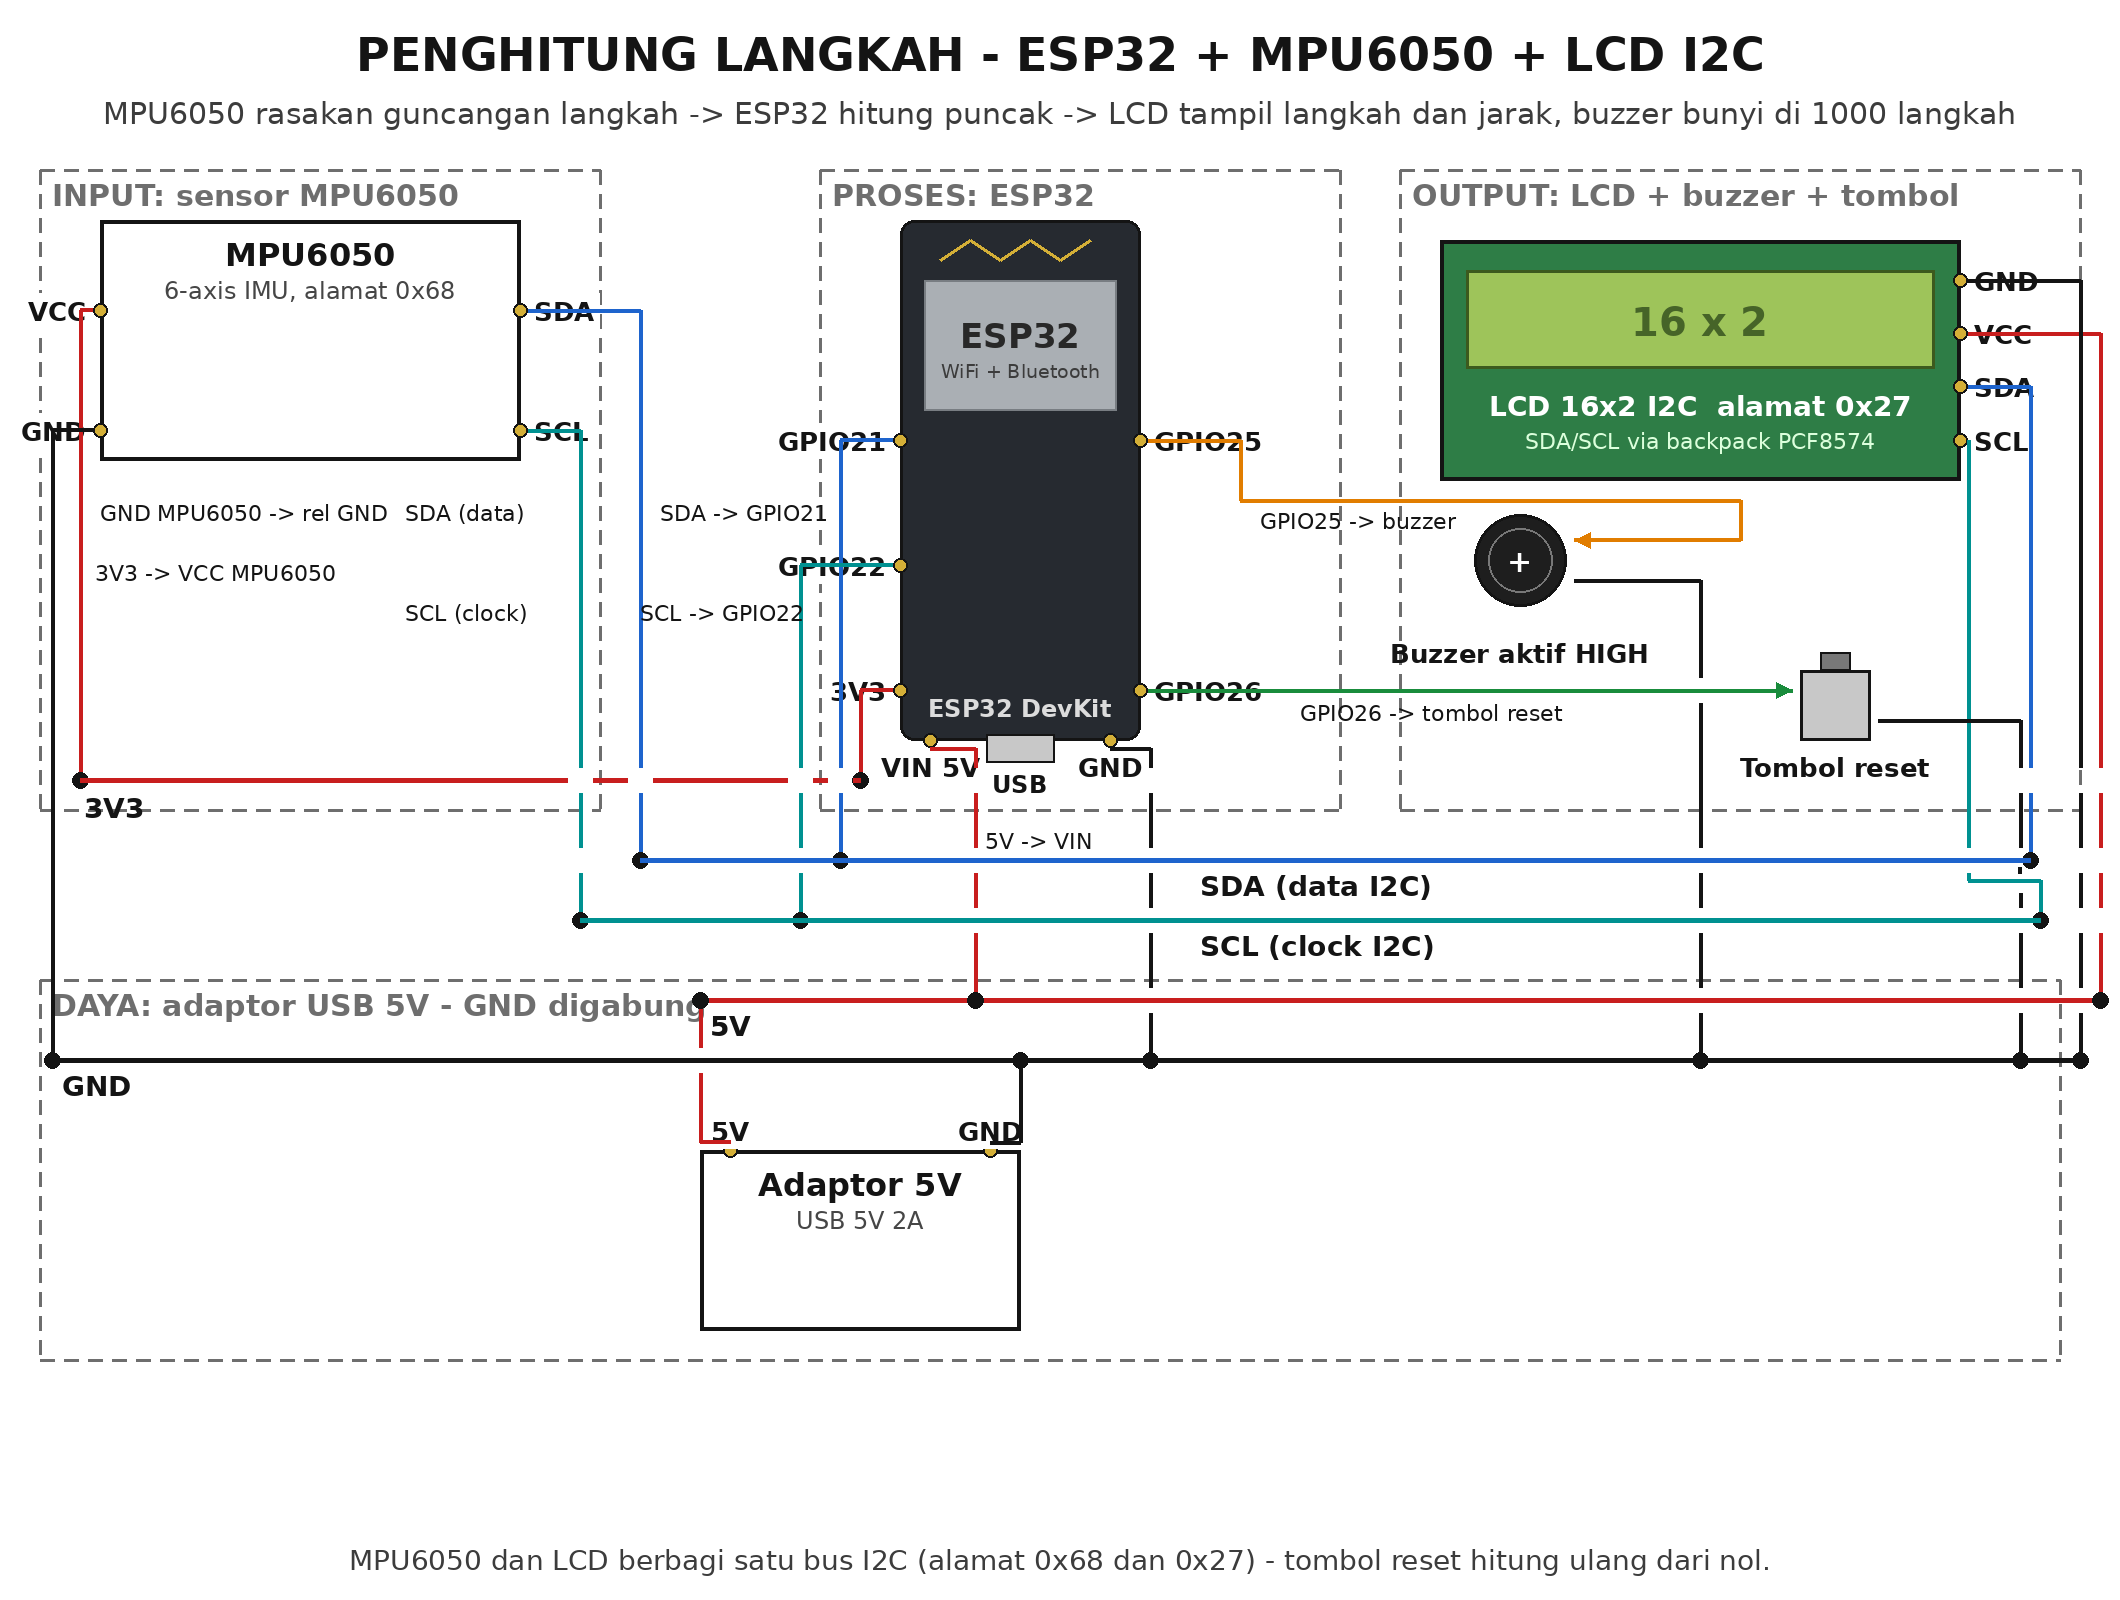 PENGHITUNG LANGKAH - ESP32 + MPU6050 + LCD I2C
MPU6050 rasakan guncangan langkah -> ESP32 hitung puncak -> LCD tampil langkah dan jarak, buzzer bunyi di 1000 langkah
INPUT: sensor MPU6050
MPU6050
6-axis IMU, alamat 0x68
VCC
GND
SDA
SCL
GND MPU6050 -> rel GND
SDA (data)
3V3 -> VCC MPU6050
SCL (clock)
3V3
SDA -> GPIO21
SCL -> GPIO22
PROSES: ESP32
ESP32
WiFi + Bluetooth
GPIO21
GPIO22
3V3
GPIO25
GPIO26
ESP32 DevKit
VIN 5V
USB
GND
5V -> VIN
OUTPUT: LCD + buzzer + tombol
16 x 2
LCD 16x2 I2C alamat 0x27
SDA/SCL via backpack PCF8574
GND
VCC
SDA
SCL
GPIO25 -> buzzer
+
Buzzer aktif HIGH
GPIO26 -> tombol reset
Tombol reset
SDA (data I2C)
SCL (clock I2C)
DAYA: adaptor USB 5V - GND digabung
5V
GND
5V
GND
Adaptor 5V
USB 5V 2A
MPU6050 dan LCD berbagi satu bus I2C (alamat 0x68 dan 0x27) - tombol reset hitung ulang dari nol.